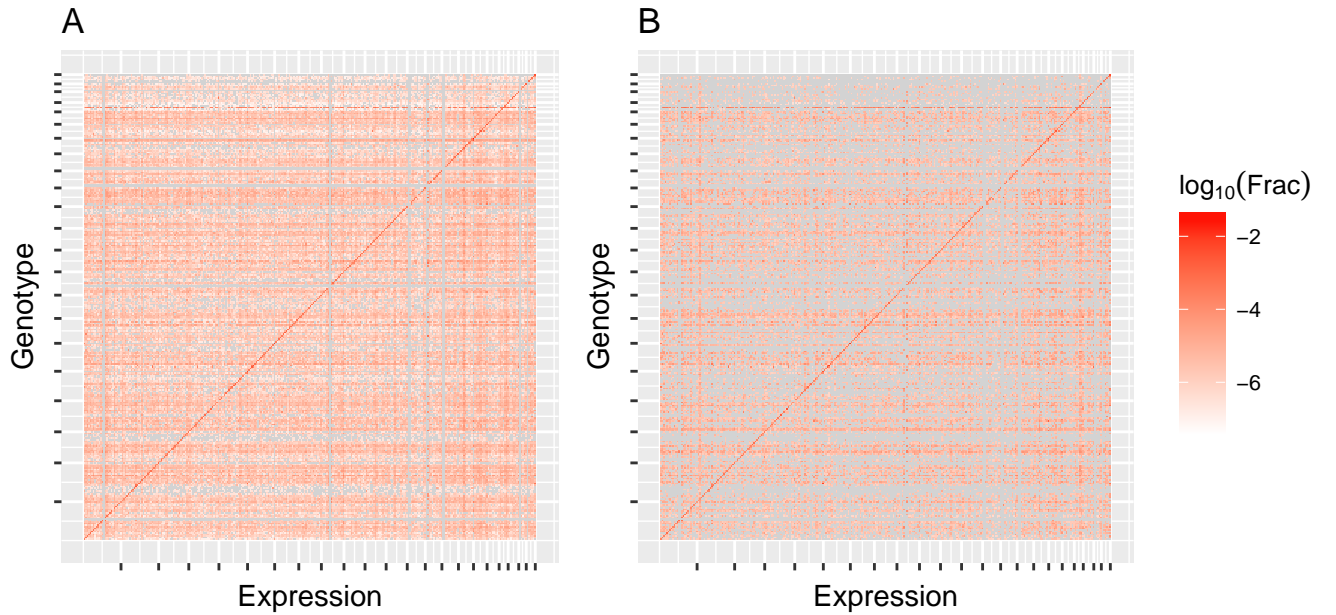 A
B
Genotype
Expression
Genotype
Expression
log₁₀(Frac)
−2
−4
−6